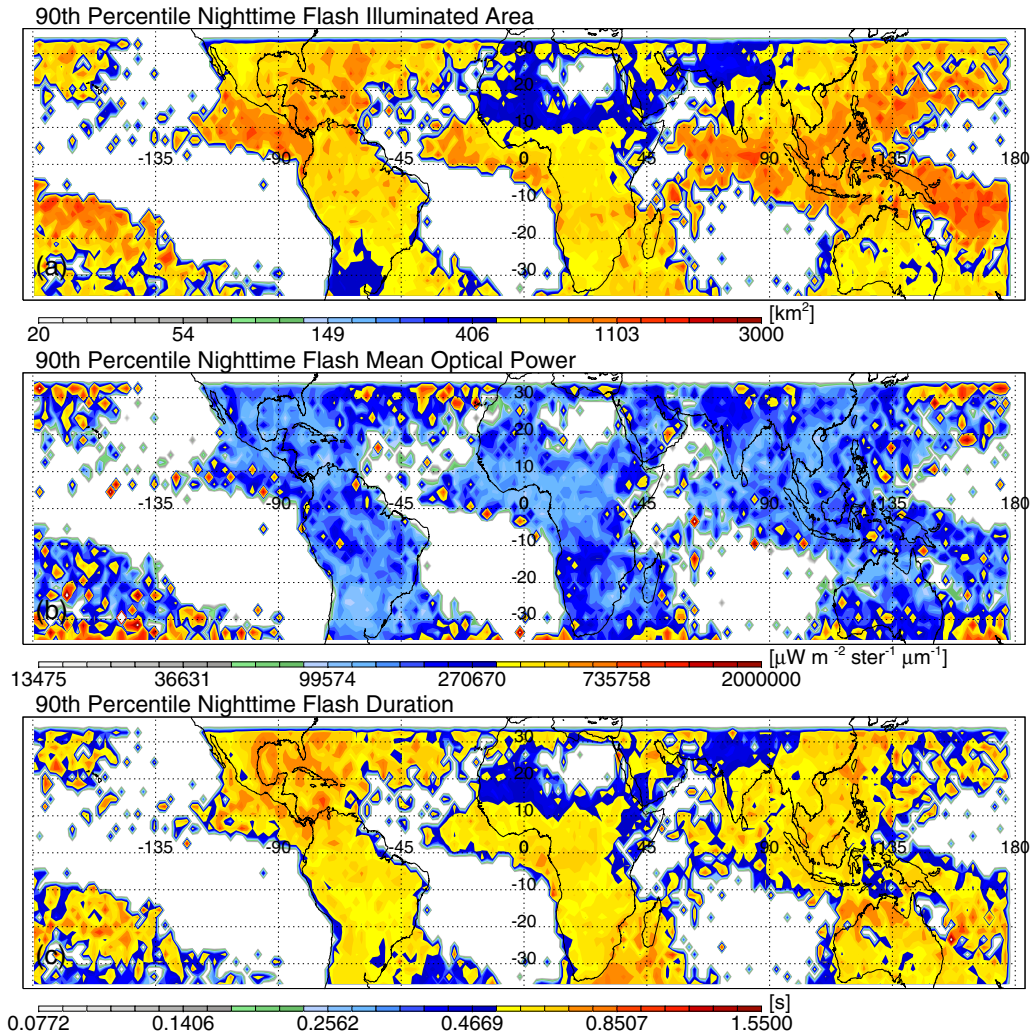 90th Percentile Nighttime Flash Illuminated Area
30
20
10
-135 -90 -45 0 45 90 135 180
-10
-20
-30
(a)
[km²]
20 54 149 406 1103 3000
90th Percentile Nighttime Flash Mean Optical Power
30
20
10
-135 -90 -45 0 45 90 135 180
-10
-20
-30
(b)
[μW m⁻² ster⁻¹ μm⁻¹]
13475 36631 99574 270670 735758 2000000
90th Percentile Nighttime Flash Duration
30
20
10
-135 -90 -45 0 45 90 135 180
-10
-20
-30
(c)
[s]
0.0772 0.1406 0.2562 0.4669 0.8507 1.5500